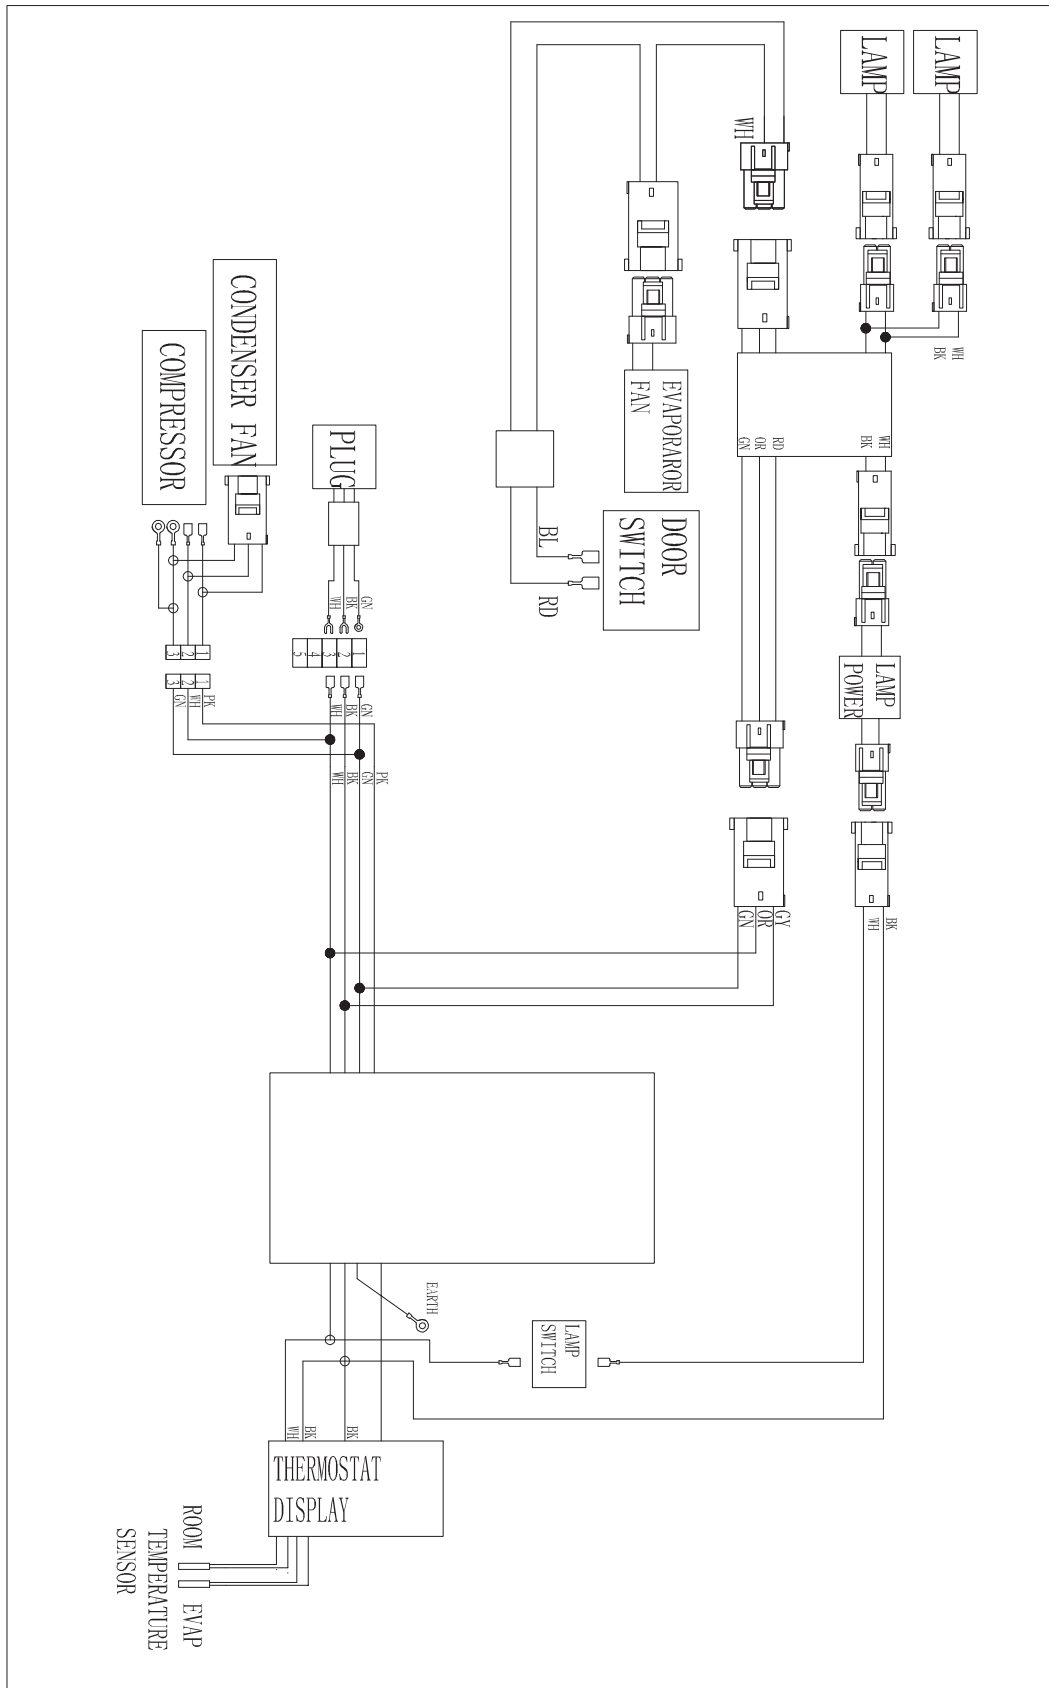 LAMP
LAMP
WH
WH
BK
CONDENSER FAN
COMPRESSOR
PLUG
EVAPORAROR
FAN
GN
OR
RD
BK
WH
DOOR
SWITCH
BL
RD
WH
BK
GN
5
4
3
2
1
3
2
1
3
2
1
GN
WH
PK
WH
BK
GN
WH
BK
GN
PK
LAMP
POWER
GN
OR
GY
WH
BK
EARTH
LAMP
SWITCH
WH
BK
BK
THERMOSTAT
DISPLAY
ROOM
EVAP
TEMPERATURE
SENSOR